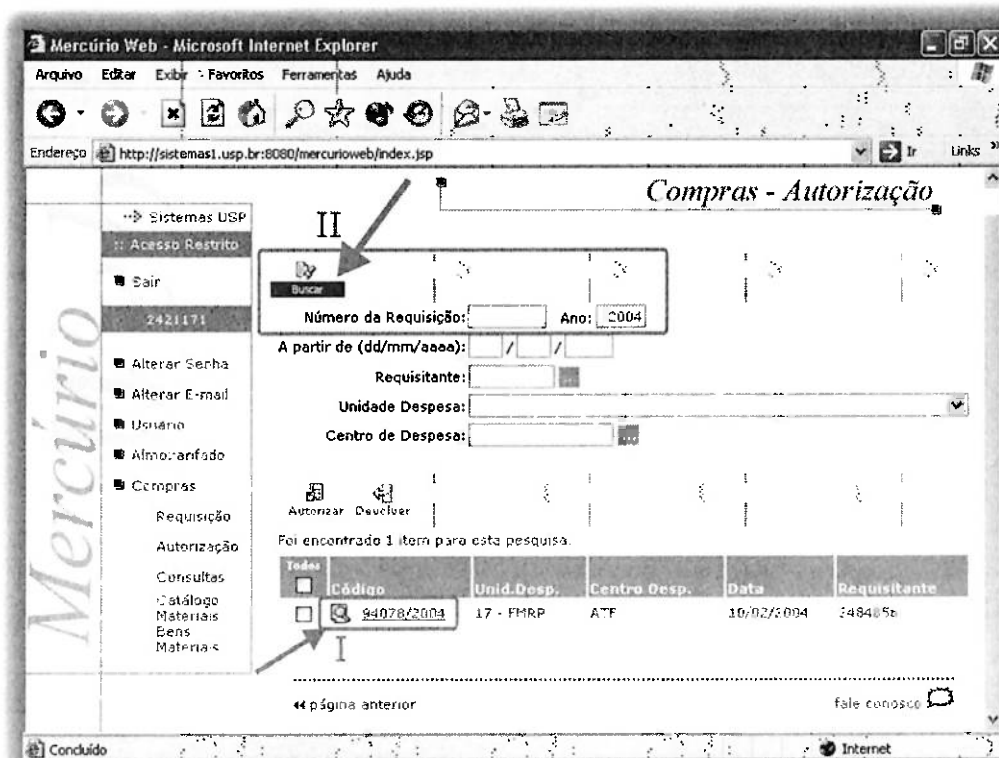 Mercúrio Web - Microsoft Internet Explorer
Arquivo Editar Exibir Favoritos Ferramentas Ajuda
Endereço http://sistemas1.usp.br:8080/mercurioweb/index.jsp Ir Links
Compras - Autorização
Mercúrio
Sistemas USP
:: Acesso Restrito
Sair
2421171
Alterar Senha
Alterar E-mail
Usuário
Almoxarifado
Compras
Requisição
Autorização
Consultas
Catálogo
Materiais
Bens
Materiais
II
Buscar
Número da Requisição: Ano: 2004
A partir de (dd/mm/aaaa): / /
Requisitante: ...
Unidade Despesa:
Centro de Despesa: ...
Autorizar Devolver
Foi encontrado 1 item para esta pesquisa.
Todos
Código Unid.Desp. Centro Desp. Data Requisitante
94078/2004 17 - FMRP 10/02/2004
I
página anterior fale conosco
Concluído Internet